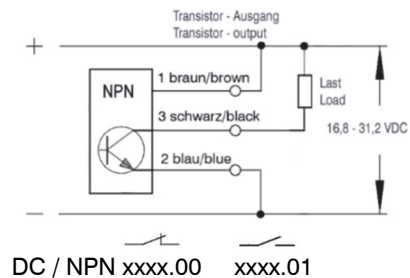 Transistor - Ausgang
Transistor - output
+
1 braun/brown
NPN
Last
Load
3 schwarz/black
16,8 - 31,2 VDC
2 blau/blue
—
DC / NPN xxxx.00 xxxx.01